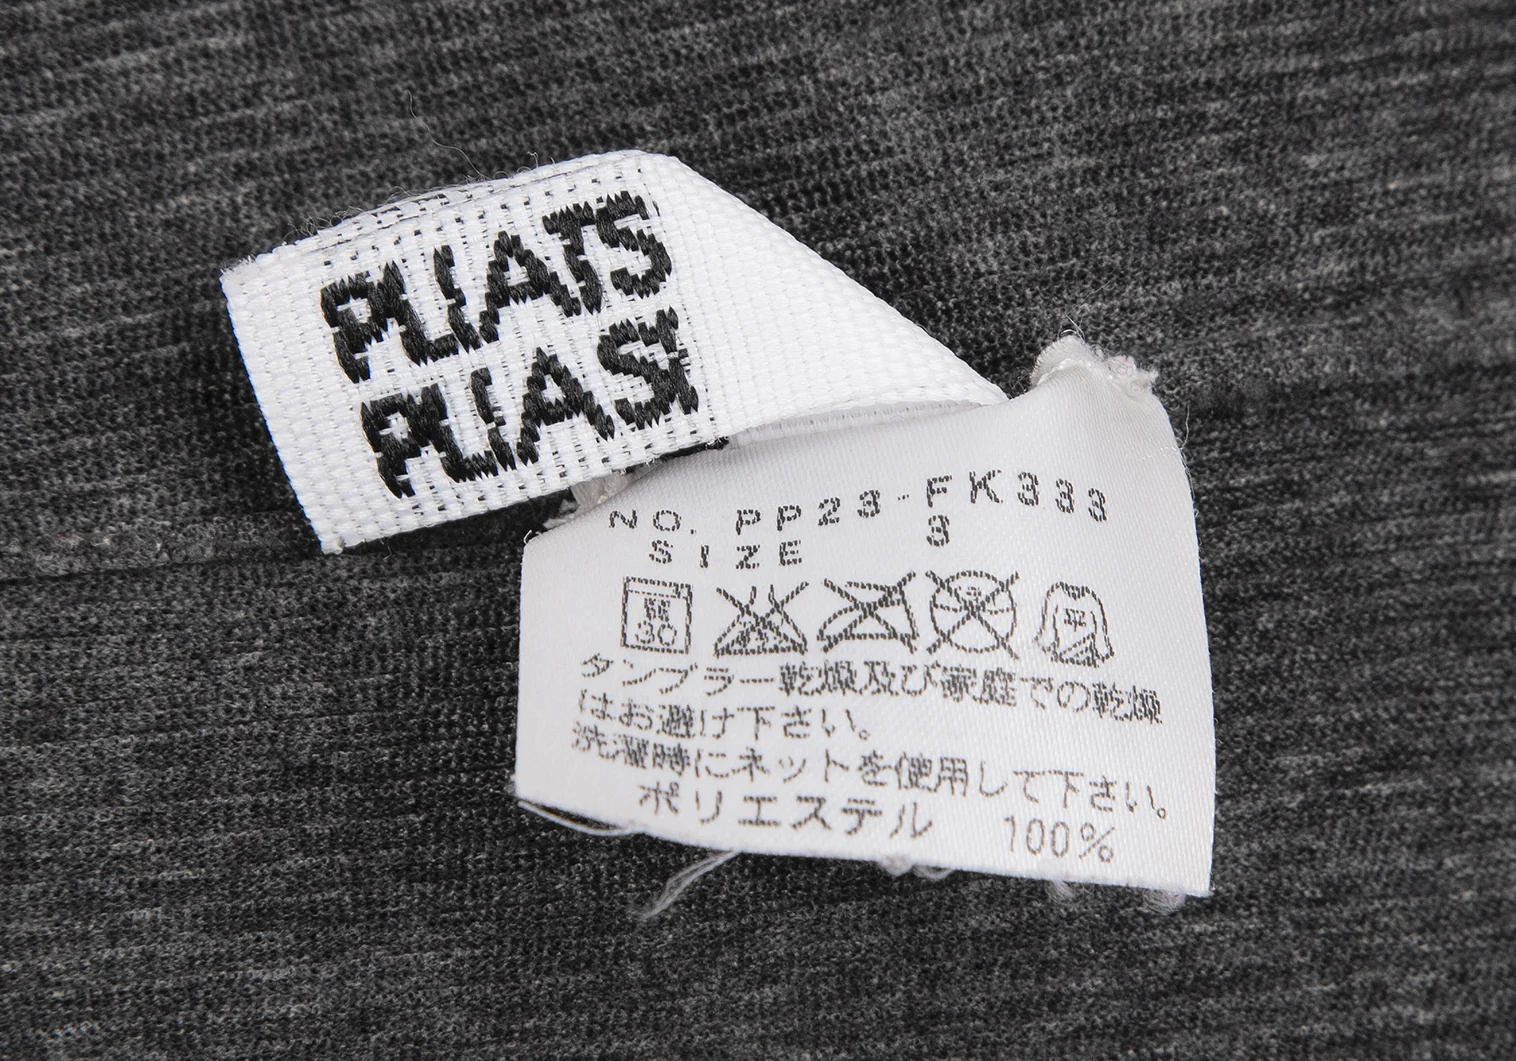 PLIATS
PLIAS
NO. PP23-FK333
SIZE 3
30
タンブラー乾燥及び家庭での乾燥
はお避け下さい。
洗濯時にネットを使用して下さい。
ポリエステル 100%